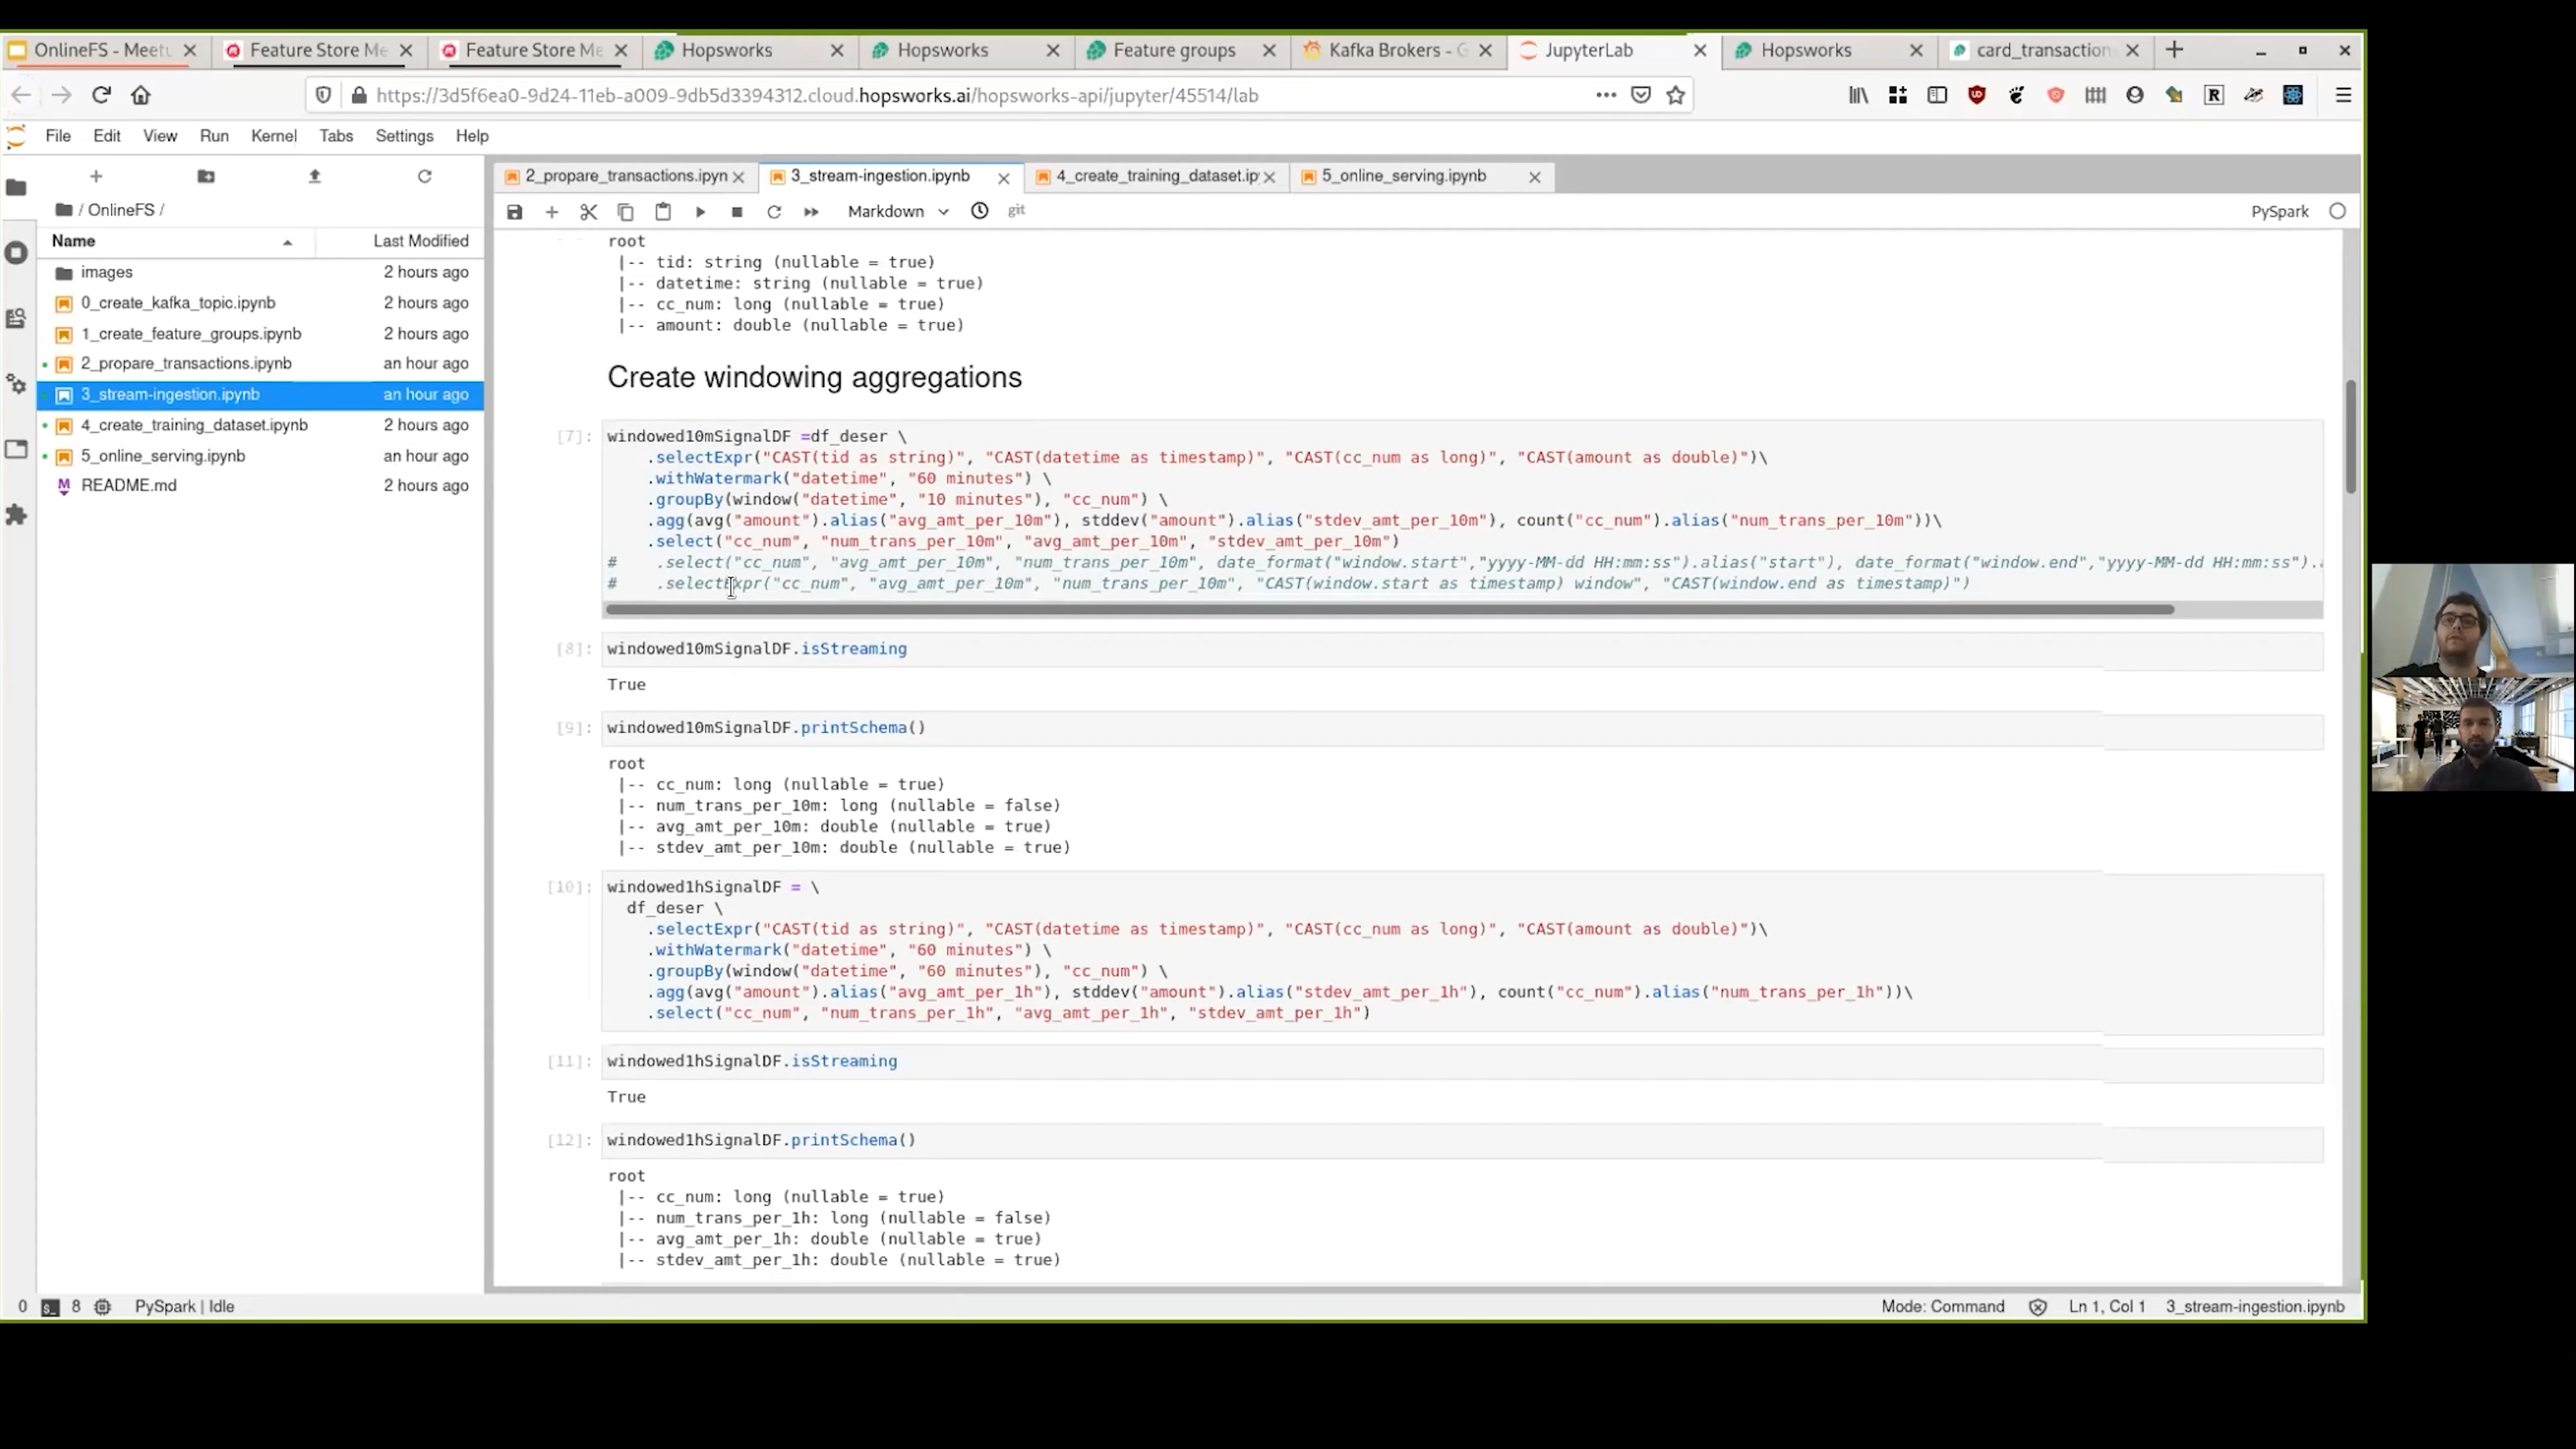 OnlineFS - Meetu
Feature Store Me
Feature Store Me
Hopsworks
Hopsworks
Feature groups
Kafka Brokers - G
JupyterLab
Hopsworks
card_transaction
https://3d5f6ea0-9d24-11eb-a009-9db5d3394312.cloud.hopsworks.ai/hopsworks-api/jupyter/45514/lab
File Edit View Run Kernel Tabs Settings Help
2_propare_transactions.ipyn
3_stream-ingestion.ipynb
4_create_training_dataset.ip
5_online_serving.ipynb
/ OnlineFS /
Markdown
git
PySpark
Name Last Modified
images 2 hours ago
0_create_kafka_topic.ipynb 2 hours ago
1_create_feature_groups.ipynb 2 hours ago
2_propare_transactions.ipynb an hour ago
3_stream-ingestion.ipynb an hour ago
4_create_training_dataset.ipynb 2 hours ago
5_online_serving.ipynb an hour ago
README.md 2 hours ago
root
|-- tid: string (nullable = true)
|-- datetime: string (nullable = true)
|-- cc_num: long (nullable = true)
|-- amount: double (nullable = true)
Create windowing aggregations
[7]: windowed10mSignalDF =df_deser \
.selectExpr("CAST(tid as string)", "CAST(datetime as timestamp)", "CAST(cc_num as long)", "CAST(amount as double)")\
.withWatermark("datetime", "60 minutes") \
.groupBy(window("datetime", "10 minutes"), "cc_num") \
.agg(avg("amount").alias("avg_amt_per_10m"), stddev("amount").alias("stdev_amt_per_10m"), count("cc_num").alias("num_trans_per_10m"))\
.select("cc_num", "num_trans_per_10m", "avg_amt_per_10m", "stdev_amt_per_10m")
# .select("cc_num", "avg_amt_per_10m", "num_trans_per_10m", date_format("window.start","yyyy-MM-dd HH:mm:ss").alias("start"), date_format("window.end","yyyy-MM-dd HH:mm:ss").a
# .selectExpr("cc_num", "avg_amt_per_10m", "num_trans_per_10m", "CAST(window.start as timestamp) window", "CAST(window.end as timestamp)")
[8]: windowed10mSignalDF.isStreaming
True
[9]: windowed10mSignalDF.printSchema()
root
|-- cc_num: long (nullable = true)
|-- num_trans_per_10m: long (nullable = false)
|-- avg_amt_per_10m: double (nullable = true)
|-- stdev_amt_per_10m: double (nullable = true)
[10]: windowed1hSignalDF = \
df_deser \
.selectExpr("CAST(tid as string)", "CAST(datetime as timestamp)", "CAST(cc_num as long)", "CAST(amount as double)")\
.withWatermark("datetime", "60 minutes") \
.groupBy(window("datetime", "60 minutes"), "cc_num") \
.agg(avg("amount").alias("avg_amt_per_1h"), stddev("amount").alias("stdev_amt_per_1h"), count("cc_num").alias("num_trans_per_1h"))\
.select("cc_num", "num_trans_per_1h", "avg_amt_per_1h", "stdev_amt_per_1h")
[11]: windowed1hSignalDF.isStreaming
True
[12]: windowed1hSignalDF.printSchema()
root
|-- cc_num: long (nullable = true)
|-- num_trans_per_1h: long (nullable = false)
|-- avg_amt_per_1h: double (nullable = true)
|-- stdev_amt_per_1h: double (nullable = true)
0 8 PySpark | Idle
Mode: Command Ln 1, Col 1 3_stream-ingestion.ipynb